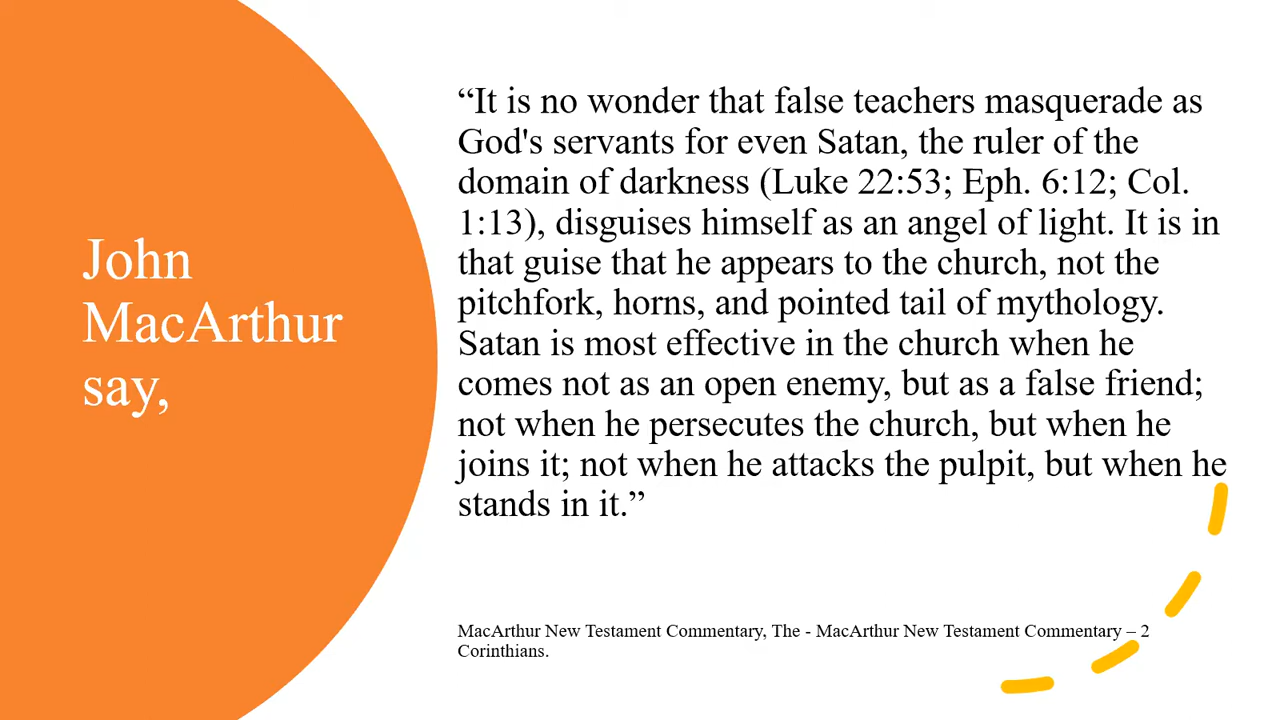 John
MacArthur
say,
“It is no wonder that false teachers masquerade as
God's servants for even Satan, the ruler of the
domain of darkness (Luke 22:53; Eph. 6:12; Col.
1:13), disguises himself as an angel of light. It is in
that guise that he appears to the church, not the
pitchfork, horns, and pointed tail of mythology.
Satan is most effective in the church when he
comes not as an open enemy, but as a false friend;
not when he persecutes the church, but when he
joins it; not when he attacks the pulpit, but when he
stands in it.”
MacArthur New Testament Commentary, The - MacArthur New Testament Commentary – 2
Corinthians.